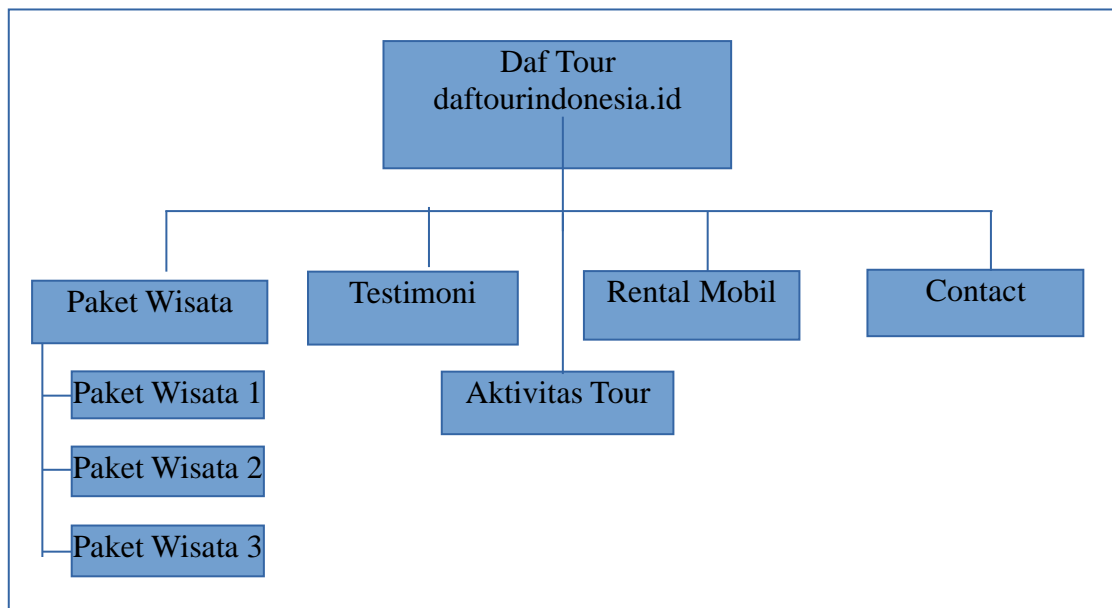 Daf Tour
daftourindonesia.id
Paket Wisata
Testimoni
Rental Mobil
Contact
Aktivitas Tour
Paket Wisata 1
Paket Wisata 2
Paket Wisata 3